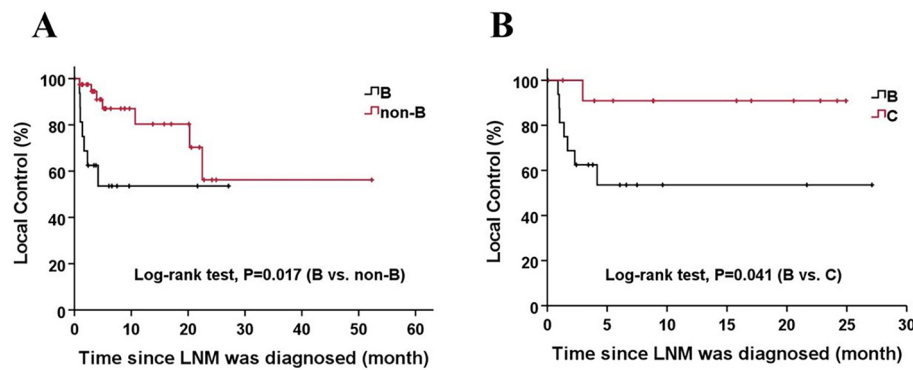 A
100
80
60
40
20
0
Local Control (%)
B
non-B
Log-rank test, P=0.017 (B vs. non-B)
0 10 20 30 40 50 60
Time since LNM was diagnosed (month)
B
100
80
60
40
20
0
Local Control (%)
B
C
Log-rank test, P=0.041 (B vs. C)
0 5 10 15 20 25 30
Time since LNM was diagnosed (month)